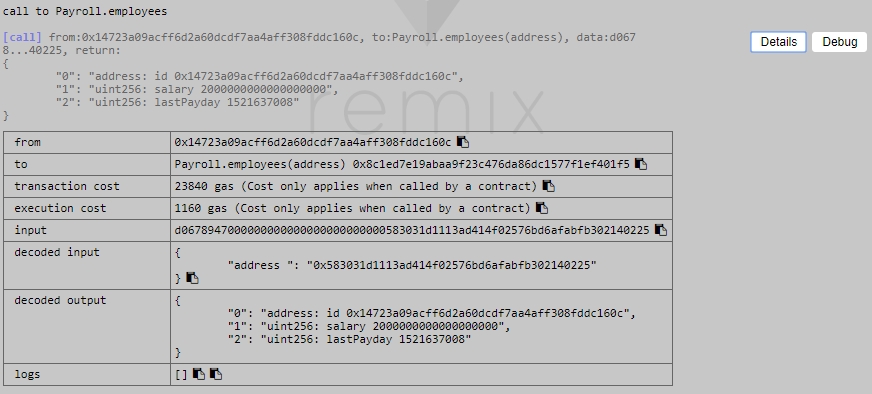 call to Payroll.employees
[call] from:0x14723a09acff6d2a60dcdf7aa4aff308fddc160c, to:Payroll.employees(address), data:d067
8...40225, return:
{
"0": "address: id 0x14723a09acff6d2a60dcdf7aa4aff308fddc160c",
"1": "uint256: salary 2000000000000000000",
"2": "uint256: lastPayday 1521637008"
}
Details
Debug
remix
from 0x14723a09acff6d2a60dcdf7aa4aff308fddc160c
to Payroll.employees(address) 0x8c1ed7e19abaa9f23c476da86dc1577f1ef401f5
transaction cost 23840 gas (Cost only applies when called by a contract)
execution cost 1160 gas (Cost only applies when called by a contract)
input d0678947000000000000000000000000583031d1113ad414f02576bd6afabfb302140225
decoded input {
"address ": "0x583031d1113ad414f02576bd6afabfb302140225"
}
decoded output {
"0": "address: id 0x14723a09acff6d2a60dcdf7aa4aff308fddc160c",
"1": "uint256: salary 2000000000000000000",
"2": "uint256: lastPayday 1521637008"
}
logs []